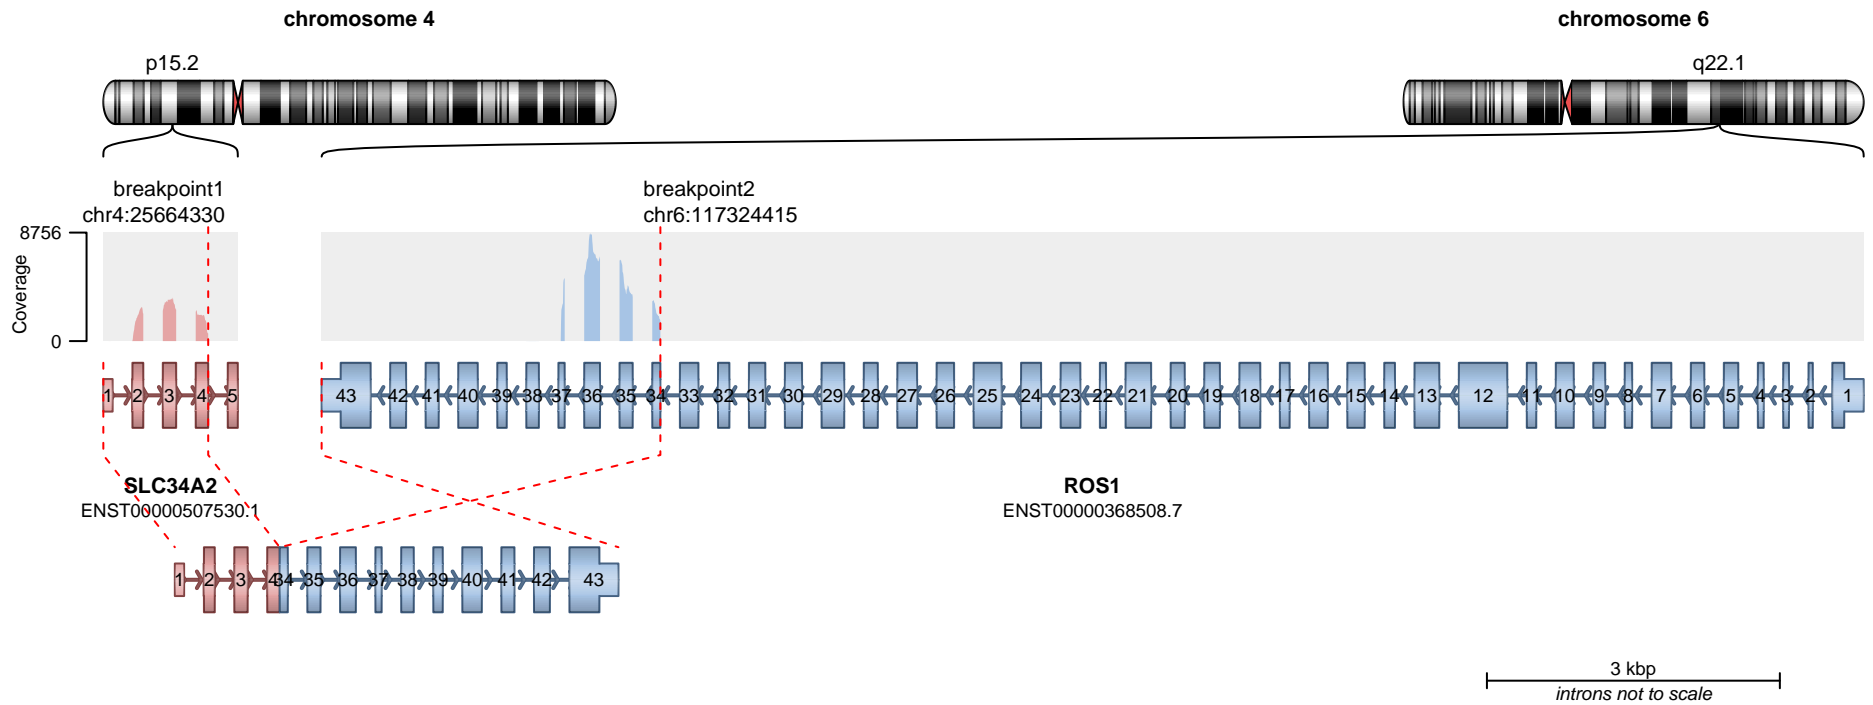 chromosome 4
chromosome 6
p15.2
q22.1
breakpoint1
chr4:25664330
breakpoint2
chr6:117324415
8756
Coverage
0
1 2 3 4 5
43 42 41 40 39 38 37 36 35 34 33 32 31 30 29 28 27 26 25 24 23 22 21 20 19 18 17 16 15 14 13 12 11 10 9 8 7 6 5 4 3 2 1
SLC34A2
ENST00000507530.1
ROS1
ENST00000368508.7
1 2 3 4 34 35 36 37 38 39 40 41 42 43
3 kbp
introns not to scale